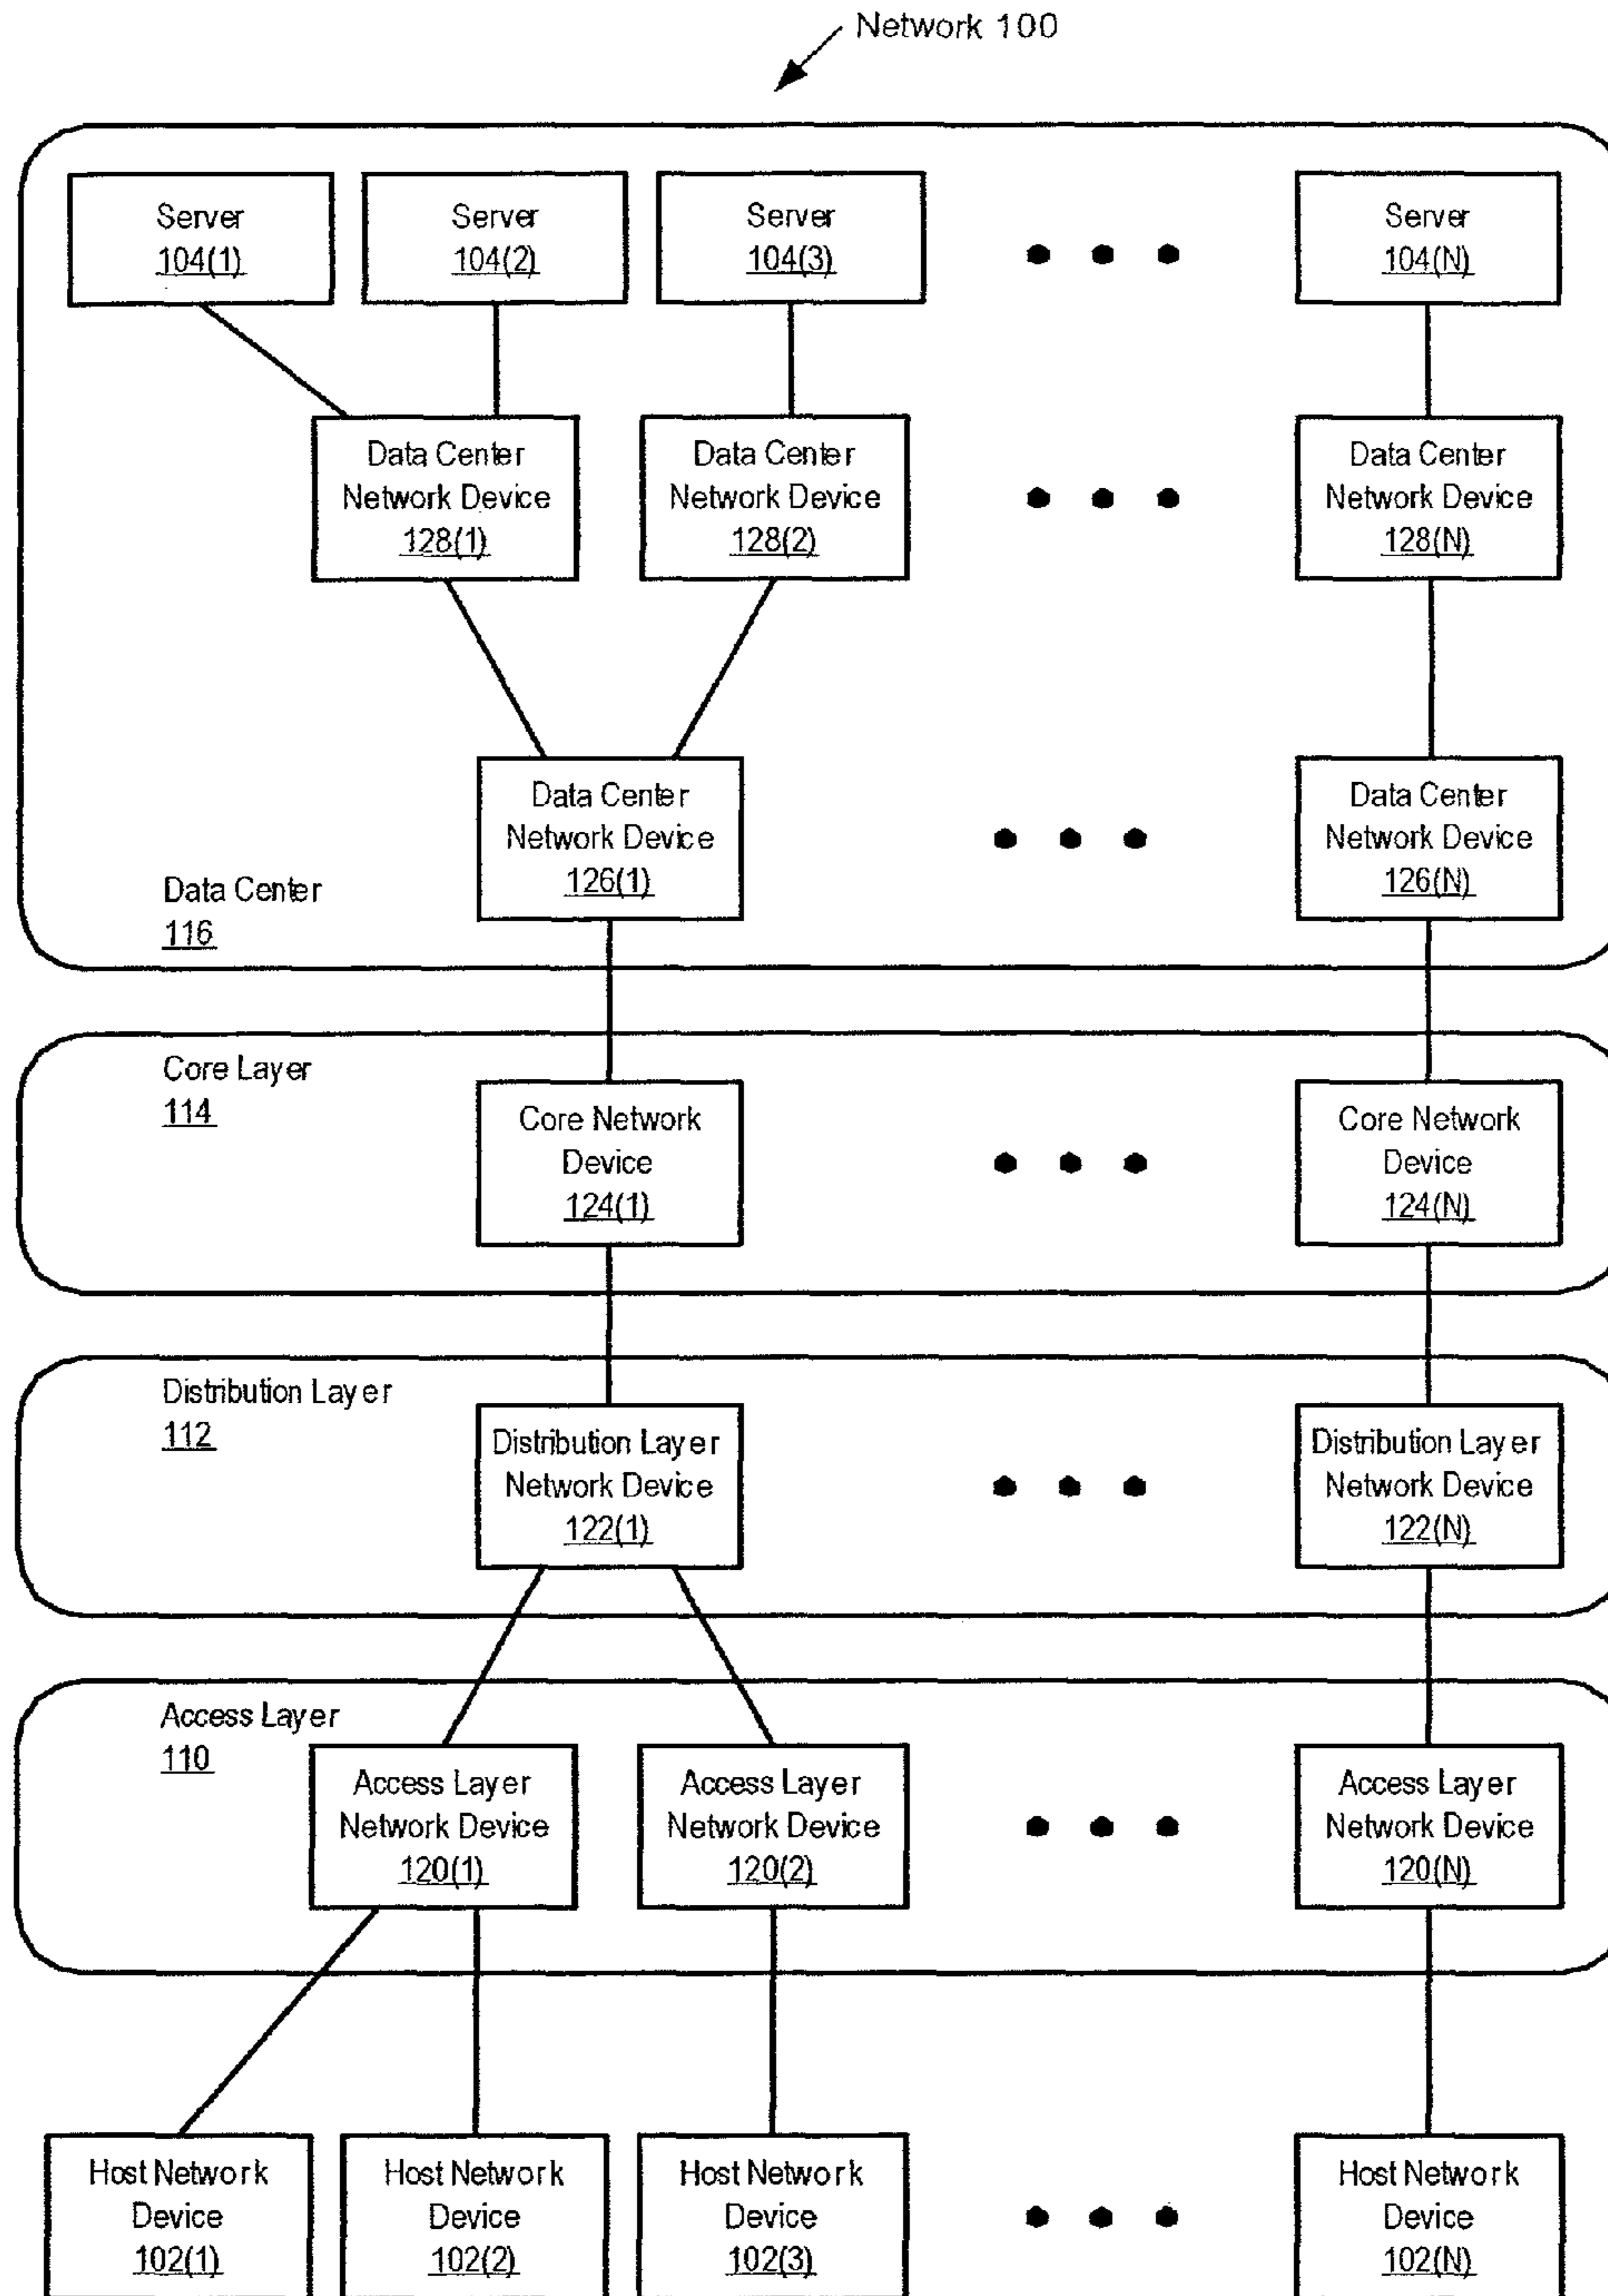 Network 100
Server
104(1)
Server
104(2)
Server
104(3)
Server
104(N)
Data Center
Network Device
128(1)
Data Center
Network Device
128(2)
Data Center
Network Device
128(N)
Data Center
Network Device
126(1)
Data Center
Network Device
126(N)
Data Center
116
Core Layer
114
Core Network
Device
124(1)
Core Network
Device
124(N)
Distribution Layer
112
Distribution Layer
Network Device
122(1)
Distribution Layer
Network Device
122(N)
Access Layer
110
Access Layer
Network Device
120(1)
Access Layer
Network Device
120(2)
Access Layer
Network Device
120(N)
Host Network
Device
102(1)
Host Network
Device
102(2)
Host Network
Device
102(3)
Host Network
Device
102(N)